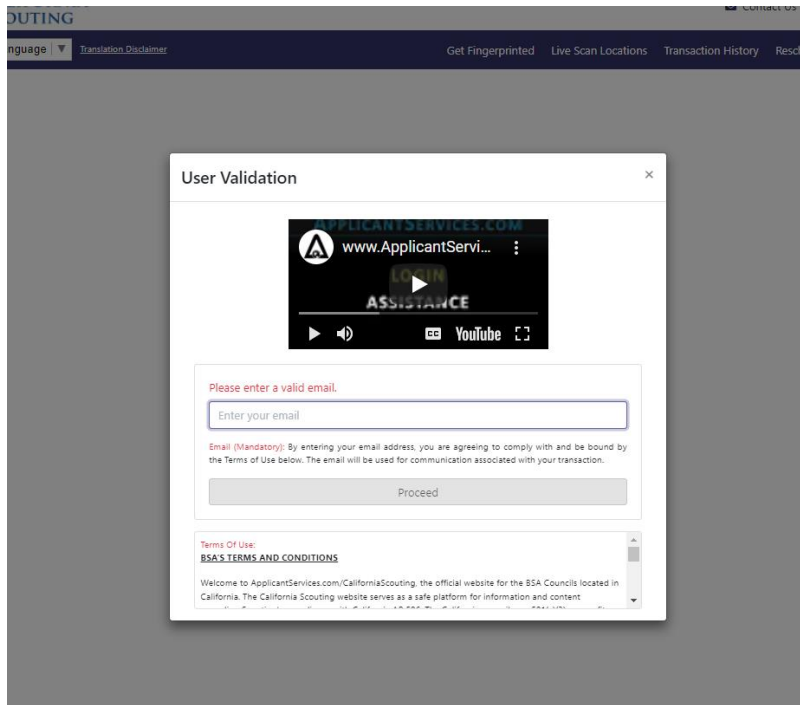 OUTING
Contact Us
nguage ▼ Translation Disclaimer
Get Fingerprinted Live Scan Locations Transaction History Resch
User Validation ×
APPLICANTSERVICES.COM
www.ApplicantServi...
LOGIN
ASSISTANCE
CC YouTube
Please enter a valid email.
Enter your email
Email (Mandatory): By entering your email address, you are agreeing to comply with and be bound by
the Terms of Use below. The email will be used for communication associated with your transaction.
Proceed
Terms Of Use:
BSA'S TERMS AND CONDITIONS
Welcome to ApplicantServices.com/CaliforniaScouting, the official website for the BSA Councils located in
California. The California Scouting website serves as a safe platform for information and content